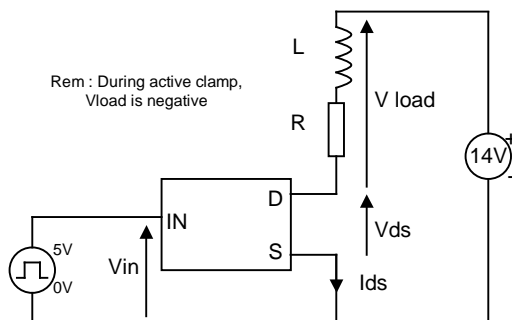 L
Rem : During active clamp,
Vload is negative
V load
R
14V
+
-
D
IN
Vds
S
5V
0V
Vin
Ids